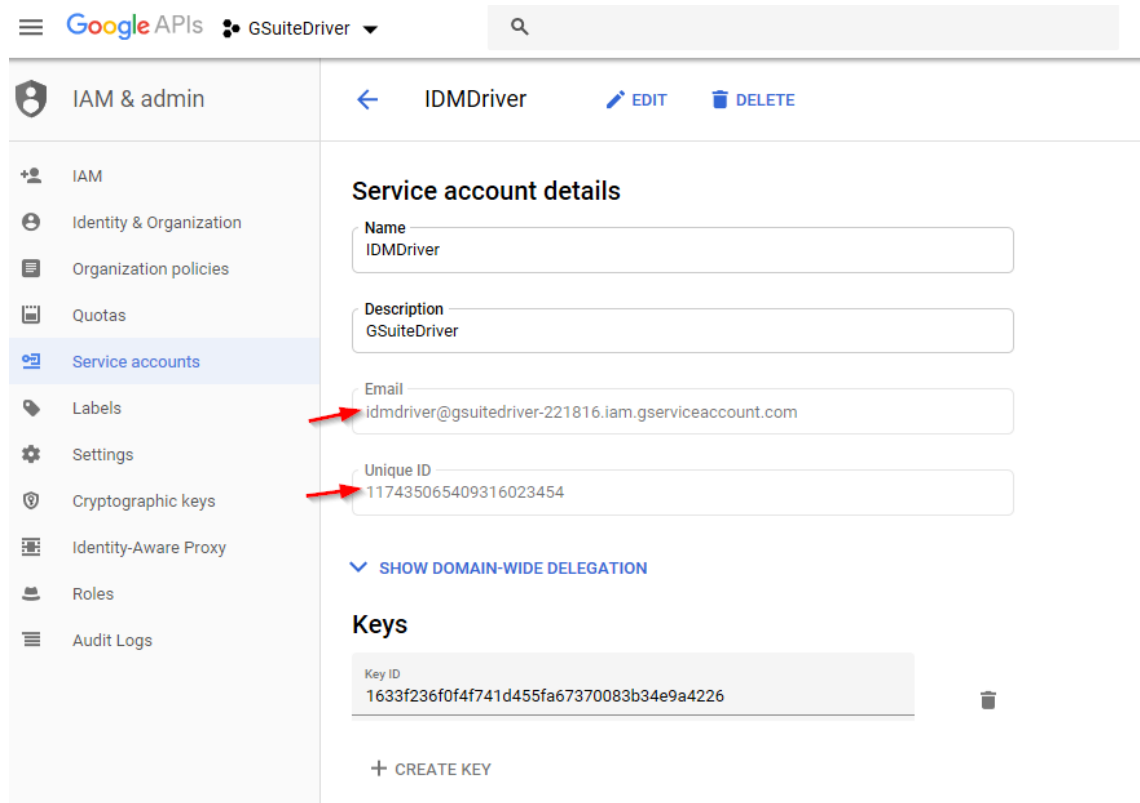 Google APIs GSuiteDriver
IAM & admin
IDMDriver EDIT DELETE
IAM
Identity & Organization
Organization policies
Quotas
Service accounts
Labels
Settings
Cryptographic keys
Identity-Aware Proxy
Roles
Audit Logs
Service account details
Name
IDMDriver
Description
GSuiteDriver
Email
idmdriver@gsuitedriver-221816.iam.gserviceaccount.com
Unique ID
117435065409316023454
SHOW DOMAIN-WIDE DELEGATION
Keys
Key ID
1633f236f0f4f741d455fa67370083b34e9a4226
CREATE KEY